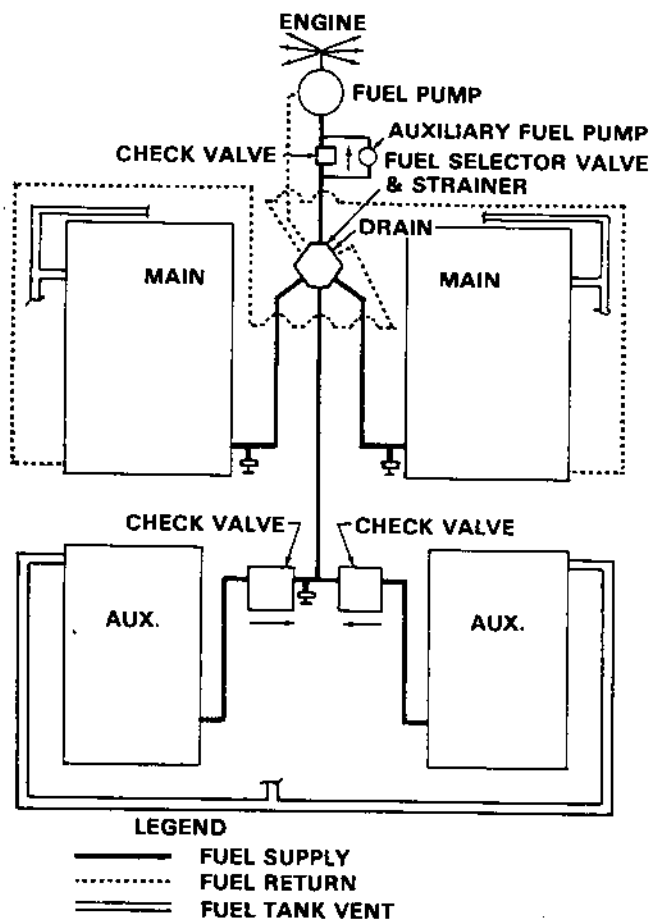 ENGINE
FUEL PUMP
AUXILIARY FUEL PUMP
CHECK VALVE
FUEL SELECTOR VALVE
& STRAINER
DRAIN
MAIN
MAIN
CHECK VALVE
CHECK VALVE
AUX.
AUX.
LEGEND
FUEL SUPPLY
FUEL RETURN
FUEL TANK VENT